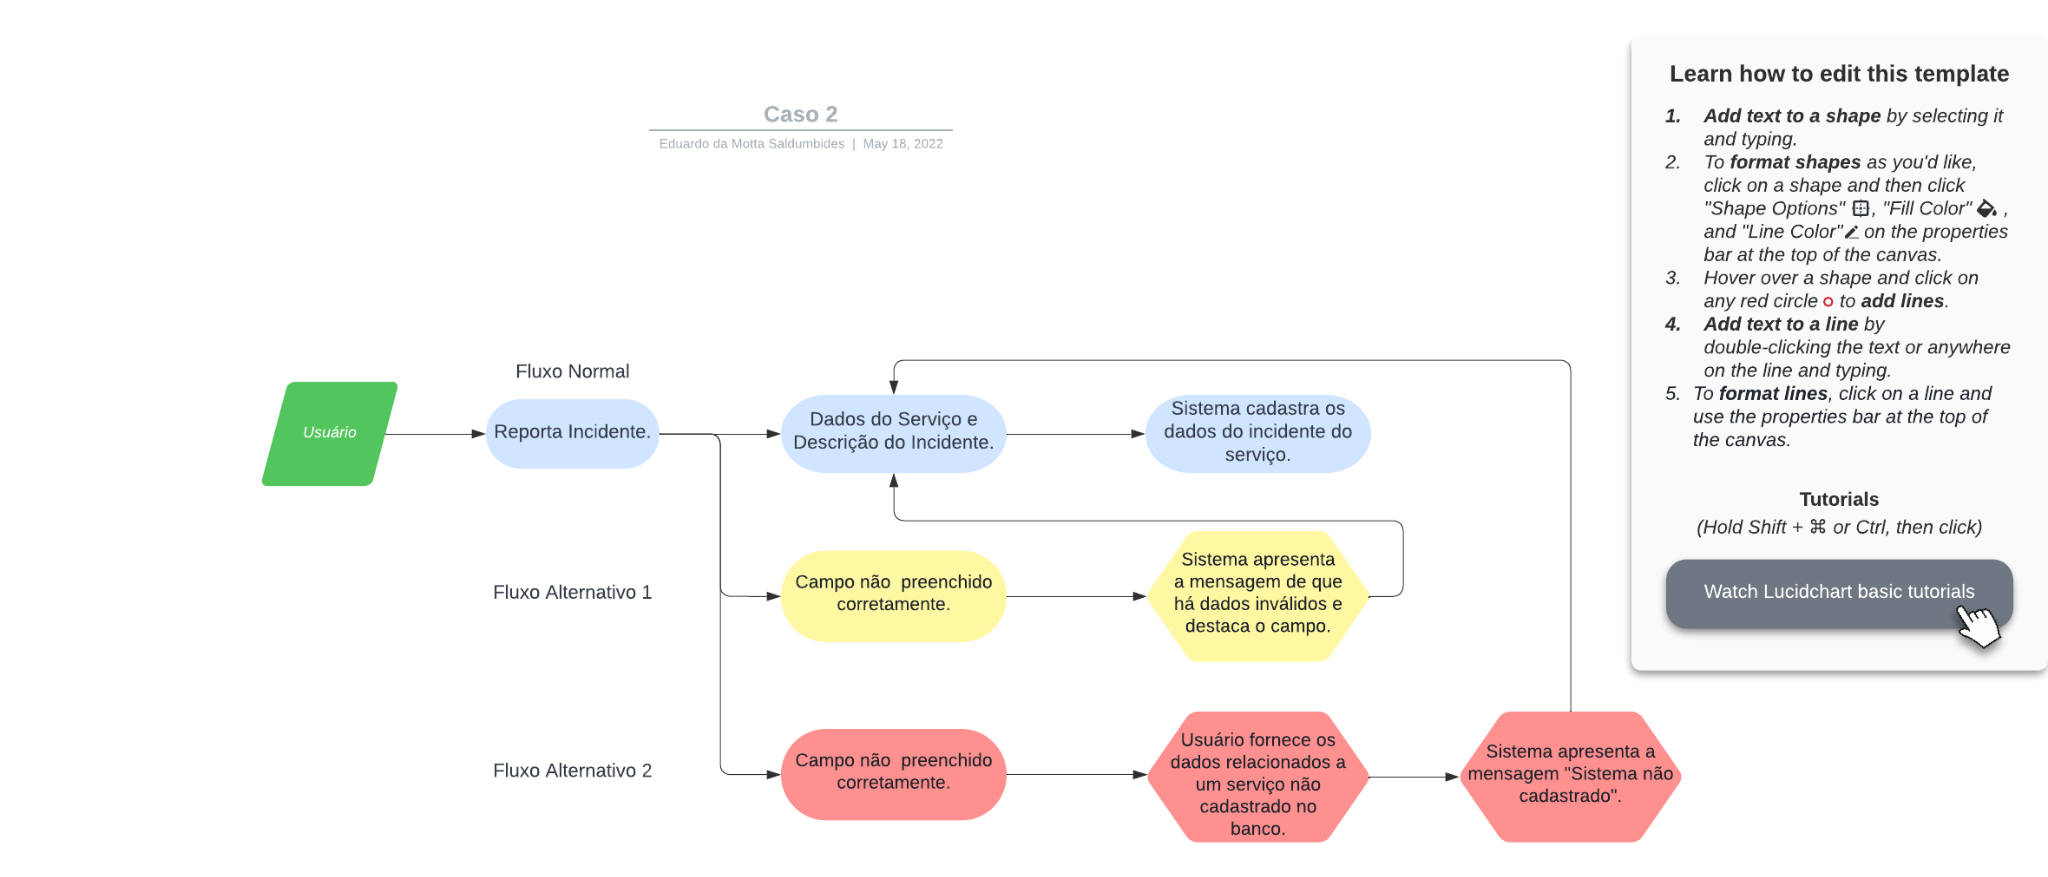 Caso 2
Eduardo da Motta Saldumbides | May 18, 2022
Fluxo Normal
Usuário
Reporta Incidente.
Dados do Serviço e
Descrição do Incidente.
Sistema cadastra os
dados do incidente do
serviço.
Fluxo Alternativo 1
Campo não  preenchido
corretamente.
Sistema apresenta
a mensagem de que
há dados inválidos e
destaca o campo.
Fluxo Alternativo 2
Campo não  preenchido
corretamente.
Usuário fornece os
dados relacionados a
um serviço não
cadastrado no
banco.
Sistema apresenta a
mensagem "Sistema não
cadastrado".
Learn how to edit this template
1. Add text to a shape by selecting it
and typing.
2. To format shapes as you'd like,
click on a shape and then click
"Shape Options" , "Fill Color" ,
and "Line Color" on the properties
bar at the top of the canvas.
3. Hover over a shape and click on
any red circle to add lines.
4. Add text to a line by
double-clicking the text or anywhere
on the line and typing.
5. To format lines, click on a line and
use the properties bar at the top of
the canvas.
Tutorials
(Hold Shift + ⌘ or Ctrl, then click)
Watch Lucidchart basic tutorials